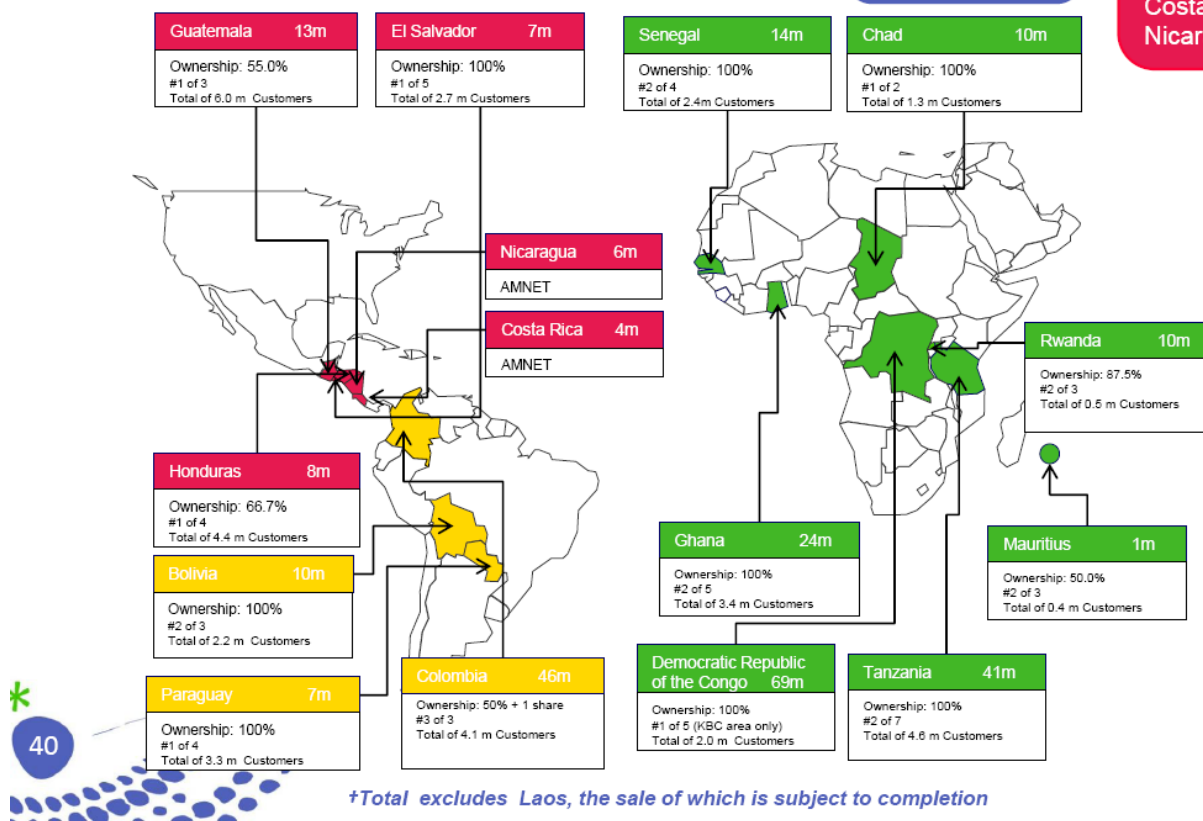 Costa
Nicar
Guatemala 13m
Ownership: 55.0%
#1 of 3
Total of 6.0 m Customers
El Salvador 7m
Ownership: 100%
#1 of 5
Total of 2.7 m Customers
Senegal 14m
Ownership: 100%
#2 of 4
Total of 2.4m Customers
Chad 10m
Ownership: 100%
#1 of 2
Total of 1.3 m Customers
Nicaragua 6m
AMNET
Costa Rica 4m
AMNET
Rwanda 10m
Ownership: 87.5%
#2 of 3
Total of 0.5 m Customers
Honduras 8m
Ownership: 66.7%
#1 of 4
Total of 4.4 m Customers
Bolivia 10m
Ownership: 100%
#2 of 3
Total of 2.2 m Customers
Ghana 24m
Ownership: 100%
#2 of 5
Total of 3.4 m Customers
Mauritius 1m
Ownership: 50.0%
#2 of 3
Total of 0.4 m Customers
Paraguay 7m
Ownership: 100%
#1 of 4
Total of 3.3 m Customers
Colombia 46m
Ownership: 50% + 1 share
#3 of 3
Total of 4.1 m Customers
Democratic Republic
of the Congo 69m
Ownership: 100%
#1 of 5 (KBC area only)
Total of 2.0 m Customers
Tanzania 41m
Ownership: 100%
#2 of 7
Total of 4.6 m Customers
40
†Total excludes Laos, the sale of which is subject to completion